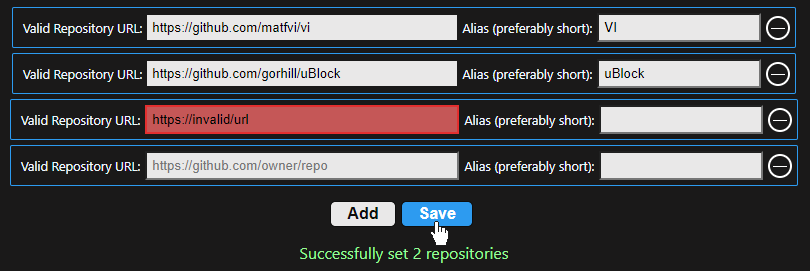 Valid Repository URL: https://github.com/matfvi/vi Alias (preferably short): VI
Valid Repository URL: https://github.com/gorhill/uBlock Alias (preferably short): uBlock
Valid Repository URL: https://invalid/url Alias (preferably short):
Valid Repository URL: https://github.com/owner/repo Alias (preferably short):
Add Save
Successfully set 2 repositories